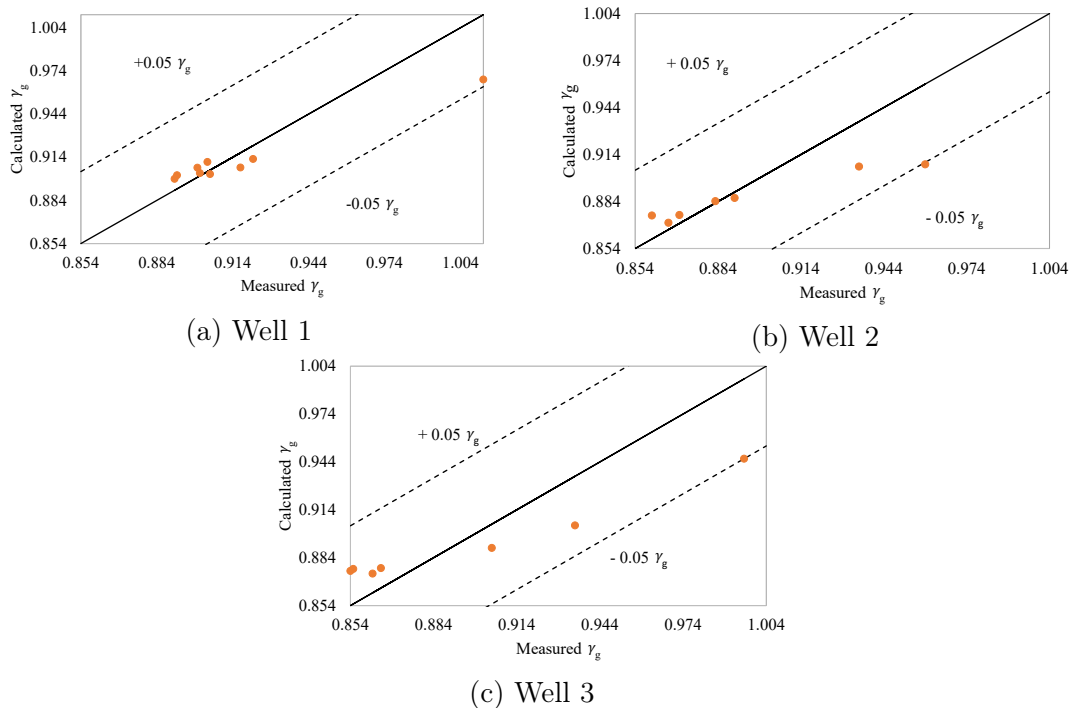 1.004
0.974
0.944
0.914
0.884
0.854
Calculated γg
+0.05 γg
-0.05 γg
0.854 0.884 0.914 0.944 0.974 1.004
Measured γg
(a) Well 1
1.004
0.974
0.944
0.914
0.884
0.854
Calculated γg
+ 0.05 γg
- 0.05 γg
0.854 0.884 0.914 0.944 0.974 1.004
Measured γg
(b) Well 2
1.004
0.974
0.944
0.914
0.884
0.854
Calculated γg
+ 0.05 γg
- 0.05 γg
0.854 0.884 0.914 0.944 0.974 1.004
Measured γg
(c) Well 3